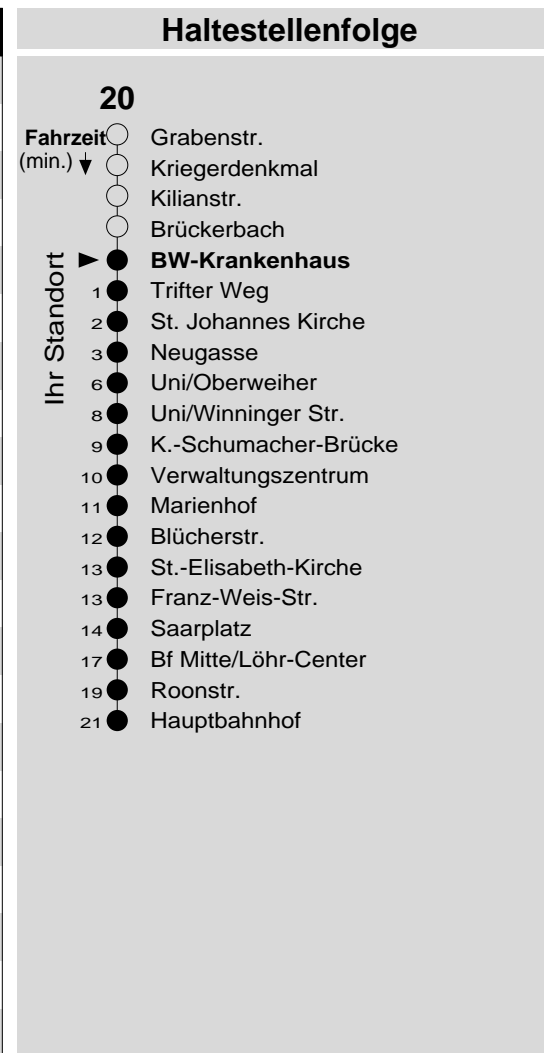 Haltestellenfolge
20
Fahrzeit Grabenstr.
(min.) Kriegerdenkmal
Kilianstr.
Brückerbach
Ihr Standort
BW-Krankenhaus
1 Trifter Weg
2 St. Johannes Kirche
3 Neugasse
6 Uni/Oberweiher
8 Uni/Winninger Str.
9 K.-Schumacher-Brücke
10 Verwaltungszentrum
11 Marienhof
12 Blücherstr.
13 St.-Elisabeth-Kirche
13 Franz-Weis-Str.
14 Saarplatz
17 Bf Mitte/Löhr-Center
19 Roonstr.
21 Hauptbahnhof